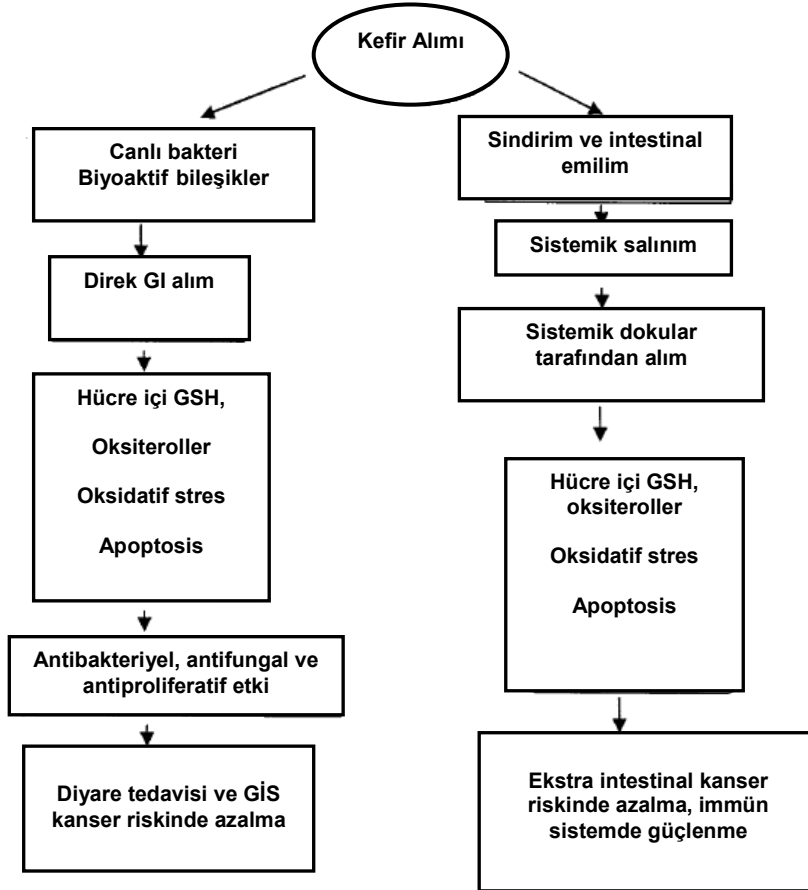 Kefir Alımı
Canlı bakteri
Biyoaktif bileşikler
Direk GI alım
Hücre içi GSH,
Oksiteroller
Oksidatif stres
Apoptosis
Antibakteriyel, antifungal ve
antiproliferatif etki
Diyare tedavisi ve GİS
kanser riskinde azalma
Sindirim ve intestinal
emilim
Sistemik salınım
Sistemik dokular
tarafından alım
Hücre içi GSH,
oksiteroller
Oksidatif stres
Apoptosis
Ekstra intestinal kanser
riskinde azalma, immün
sistemde güçlenme